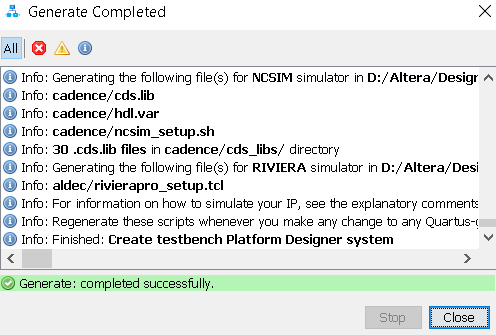 Generate Completed
All
Info: Generating the following file(s) for NCSIM simulator in D:/Altera/Design
Info: cadence/cds.lib
Info: cadence/hdl.var
Info: cadence/ncsim_setup.sh
Info: 30 .cds.lib files in cadence/cds_libs/ directory
Info: Generating the following file(s) for RIVIERA simulator in D:/Altera/Desi
Info: aldec/rivierapro_setup.tcl
Info: For information on how to simulate your IP, see the explanatory comments
Info: Regenerate these scripts whenever you make any change to any Quartus-g
Info: Finished: Create testbench Platform Designer system
Generate: completed successfully.
Stop
Close